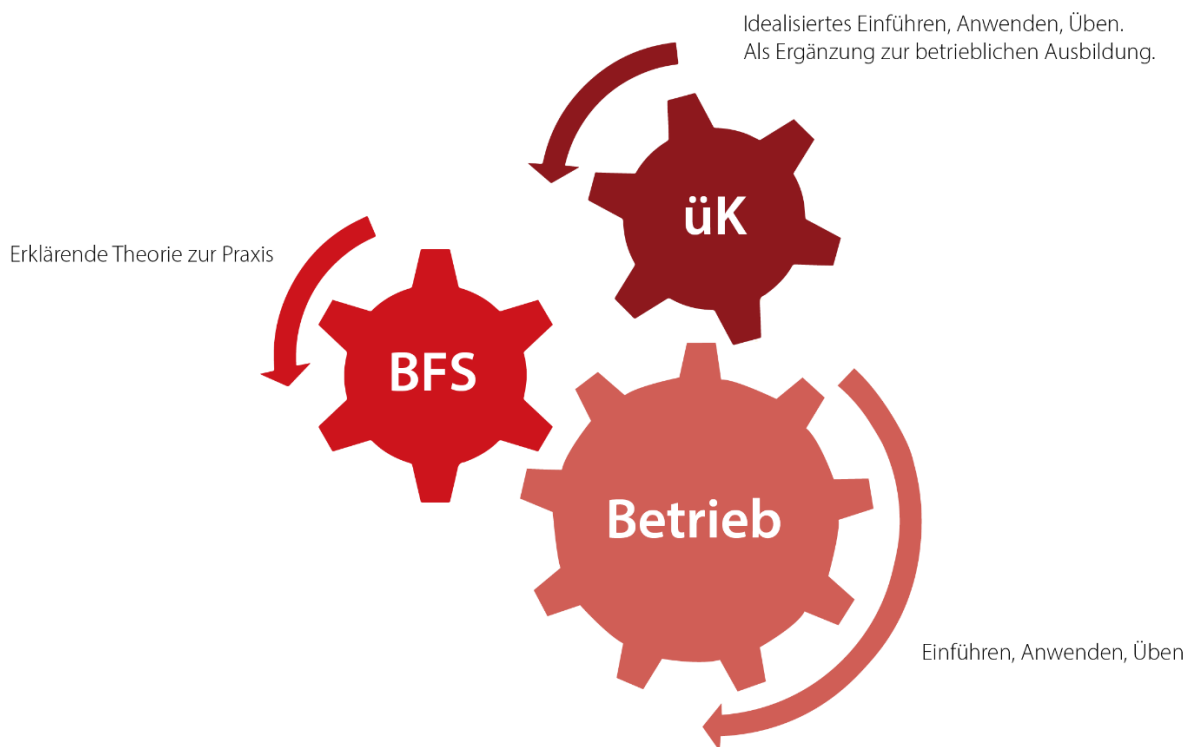 Idealisiertes Einführen, Anwenden, Üben.
Als Ergänzung zur betrieblichen Ausbildung.
üK
Erklärende Theorie zur Praxis
BFS
Betrieb
Einführen, Anwenden, Üben